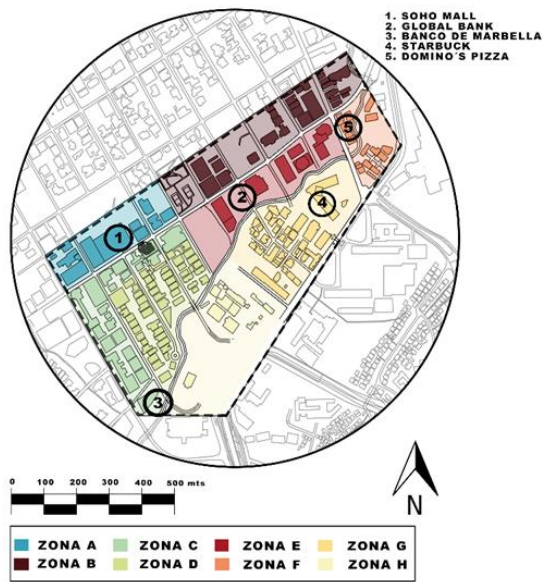 1. SOHO MALL
2. GLOBAL BANK
3. BANCO DE MARBELLA
4. STARBUCK
5. DOMINO´S PIZZA
5
4
2
1
3
0 100 200 300 400 500 mts
N
ZONA A ZONA C ZONA E ZONA G
ZONA B ZONA D ZONA F ZONA H